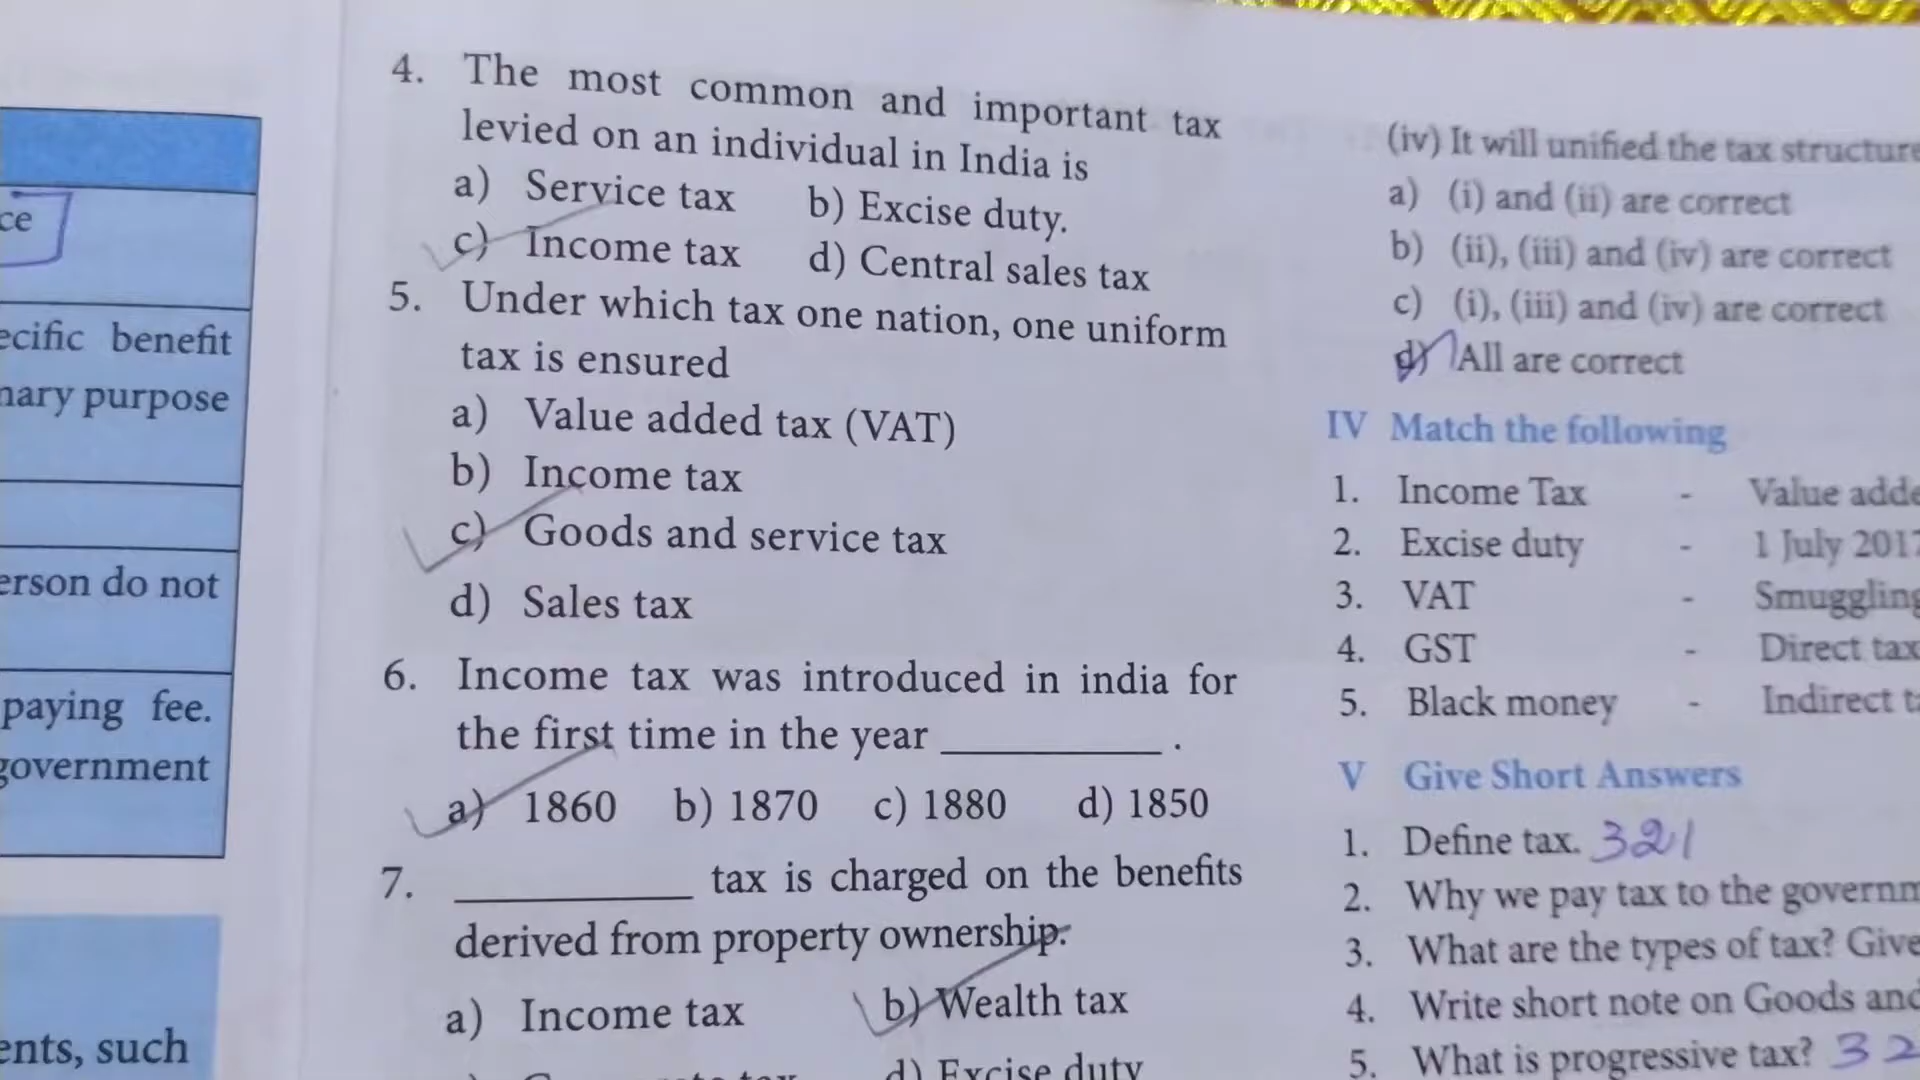 ce
ecific benefit
nary purpose
erson do not
paying fee.
government
ents, such
4. The most common and important tax
levied on an individual in India is
a) Service tax b) Excise duty.
c) Income tax d) Central sales tax
5. Under which tax one nation, one uniform
tax is ensured
a) Value added tax (VAT)
b) Income tax
c) Goods and service tax
d) Sales tax
6. Income tax was introduced in india for
the first time in the year __________ .
a) 1860 b) 1870 c) 1880 d) 1850
7. __________ tax is charged on the benefits
derived from property ownership.
a) Income tax b) Wealth tax
d) Excise duty
(iv) It will unified the tax structure
a) (i) and (ii) are correct
b) (ii), (iii) and (iv) are correct
c) (i), (iii) and (iv) are correct
d) All are correct
IV Match the following
1. Income Tax - Value adde
2. Excise duty - 1 July 2017
3. VAT - Smuggling
4. GST - Direct tax
5. Black money - Indirect ta
V Give Short Answers
1. Define tax. 321
2. Why we pay tax to the governm
3. What are the types of tax? Give
4. Write short note on Goods and
5. What is progressive tax? 32